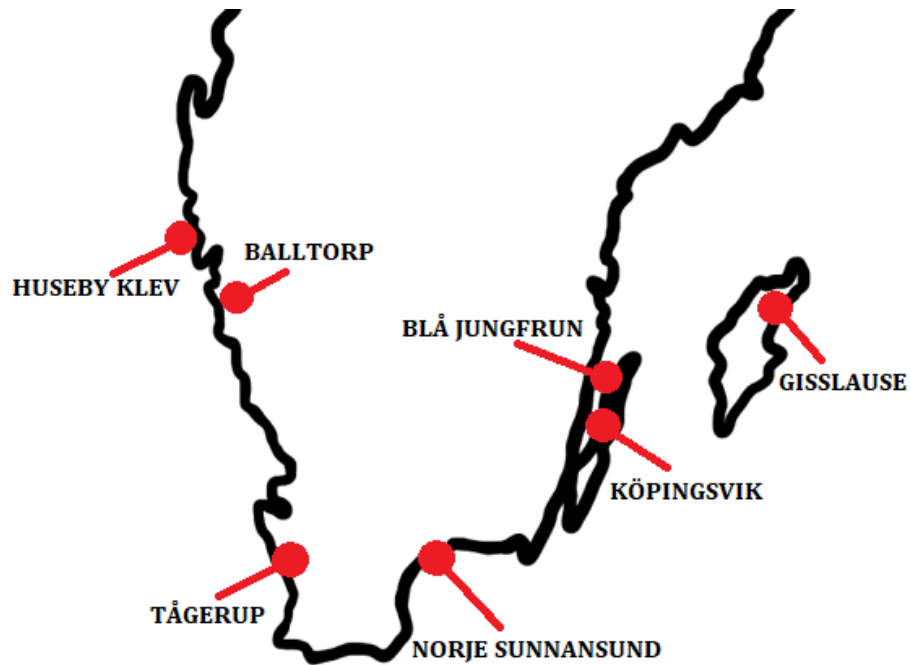 BALLTORP
HUSEBY KLEV
BLÅ JUNGFRUN
GISSLAUSE
KÖPINGSVIK
TÅGERUP
NORJE SUNNANSUND